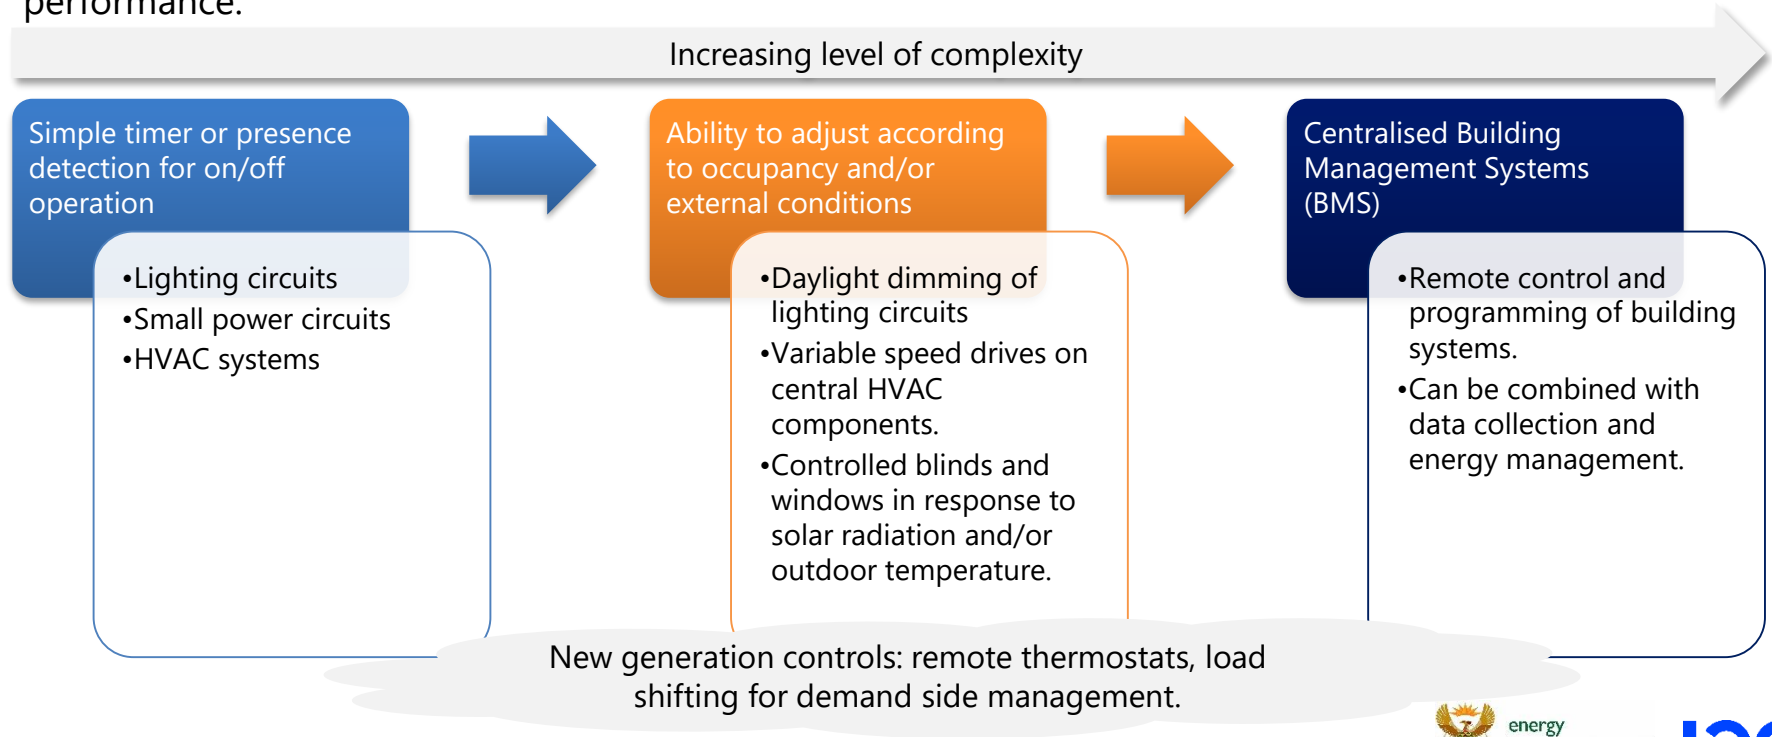 performance.
Increasing level of complexity
Simple timer or presence
detection for on/off
operation
•Lighting circuits
•Small power circuits
•HVAC systems
Ability to adjust according
to occupancy and/or
external conditions
•Daylight dimming of
lighting circuits
•Variable speed drives on
central HVAC
components.
•Controlled blinds and
windows in response to
solar radiation and/or
outdoor temperature.
Centralised Building
Management Systems
(BMS)
•Remote control and
programming of building
systems.
•Can be combined with
data collection and
energy management.
New generation controls: remote thermostats, load
shifting for demand side management.
energy